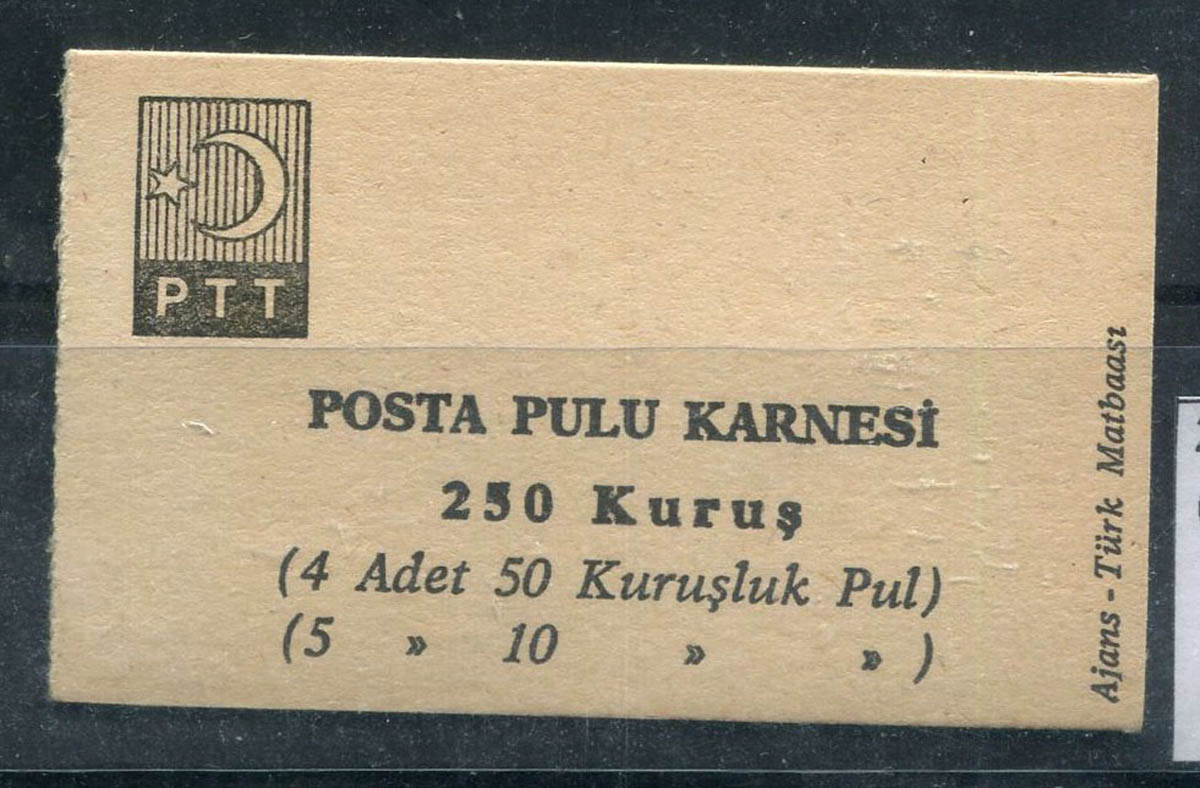 PTT
POSTA PULU KARNESİ
250 Kuruş
(4 Adet 50 Kuruşluk Pul)
(5 » 10 » » )
Ajans - Türk Matbaası